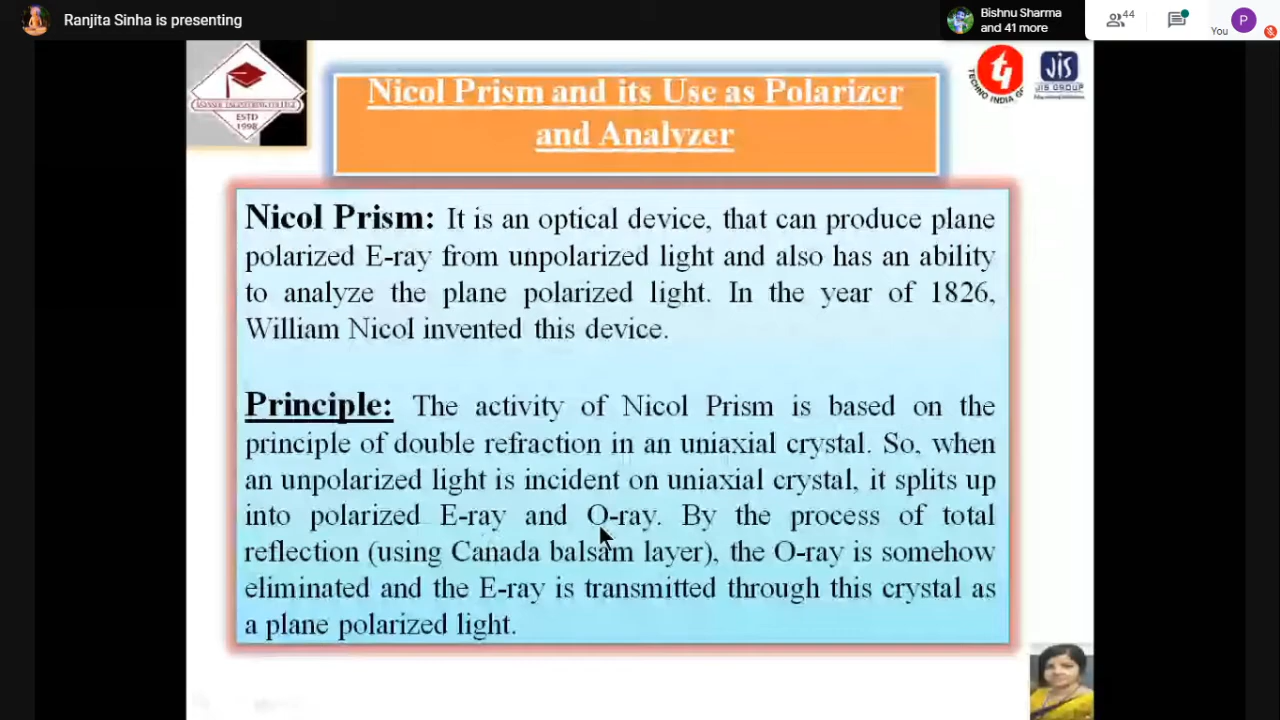 Ranjita Sinha is presenting
Bishnu Sharma
and 41 more
44
You
P
ESTD
1998
TECHNO INDIA
JIS
JIS GROUP
Nicol Prism and its Use as Polarizer
and Analyzer
Nicol Prism: It is an optical device, that can produce plane
polarized E-ray from unpolarized light and also has an ability
to analyze the plane polarized light. In the year of 1826,
William Nicol invented this device.
Principle: The activity of Nicol Prism is based on the
principle of double refraction in an uniaxial crystal. So, when
an unpolarized light is incident on uniaxial crystal, it splits up
into polarized E-ray and O-ray. By the process of total
reflection (using Canada balsam layer), the O-ray is somehow
eliminated and the E-ray is transmitted through this crystal as
a plane polarized light.